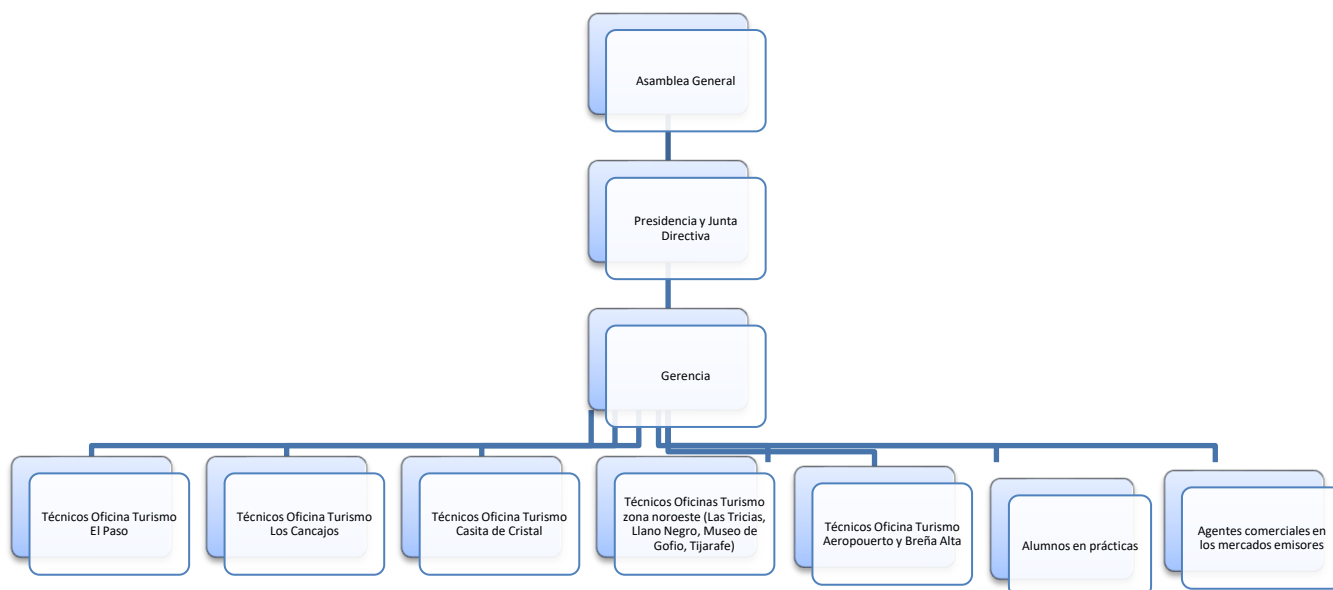 Asamblea General
Presidencia y Junta
Directiva
Gerencia
Técnicos Oficina Turismo
El Paso
Técnicos Oficina Turismo
Los Cancajos
Técnicos Oficina Turismo
Casita de Cristal
Técnicos Oficinas Turismo
zona noroeste (Las Tricias,
Llano Negro, Museo de
Gofio, Tijarafe)
Técnicos Oficina Turismo
Aeropouerto y Breña Alta
Alumnos en prácticas
Agentes comerciales en
los mercados emisores